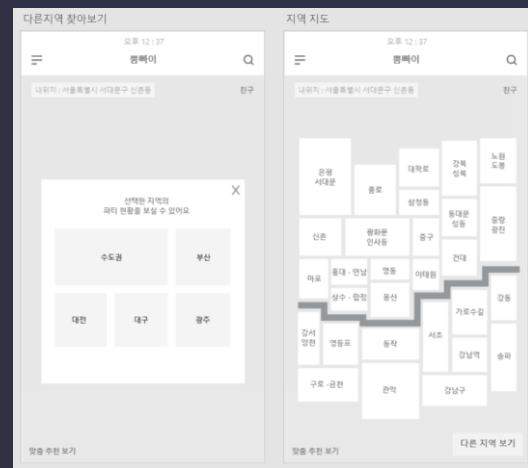 다른지역 찾아보기
오후 12 : 37
뿜빠이
내위치 : 서울특별시 서대문구 신촌동
친구
X
선택한 지역의
파티 현황을 보실 수 있어요
수도권
부산
대전
대구
광주
맞춤 추천 보기
지역 지도
오후 12 : 37
뿜빠이
내위치 : 서울특별시 서대문구 신촌동
친구
은평
서대문
종로
대학로
삼청동
강북
성북
노원
도봉
신촌
광화문
인사동
중구
동대문
성동
중랑
광진
마포
홍대 - 연남
명동
이태원
건대
상수 - 합정
용산
강동
강서
양천
영등포
동작
서초
가로수길
강남역
송파
구로 -금천
관악
강남구
다른 지역 보기
맞춤 추천 보기